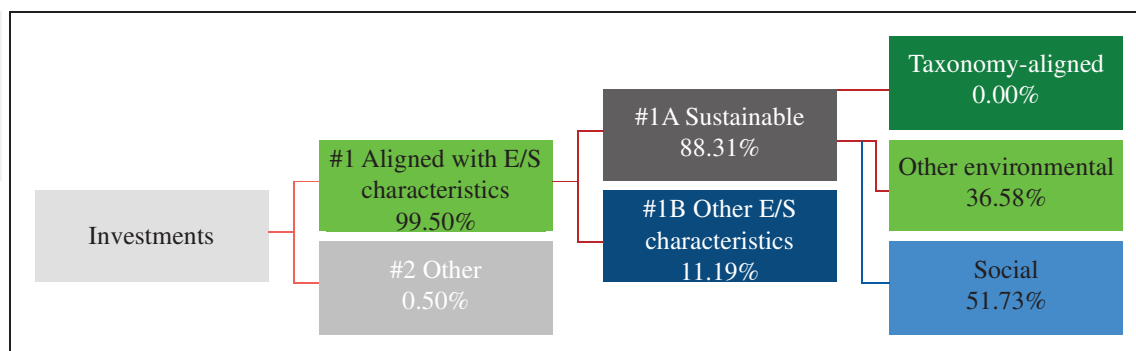 Investments
#1 Aligned with E/S
characteristics
99.50%
#2 Other
0.50%
#1A Sustainable
88.31%
#1B Other E/S
characteristics
11.19%
Taxonomy-aligned
0.00%
Other environmental
36.58%
Social
51.73%